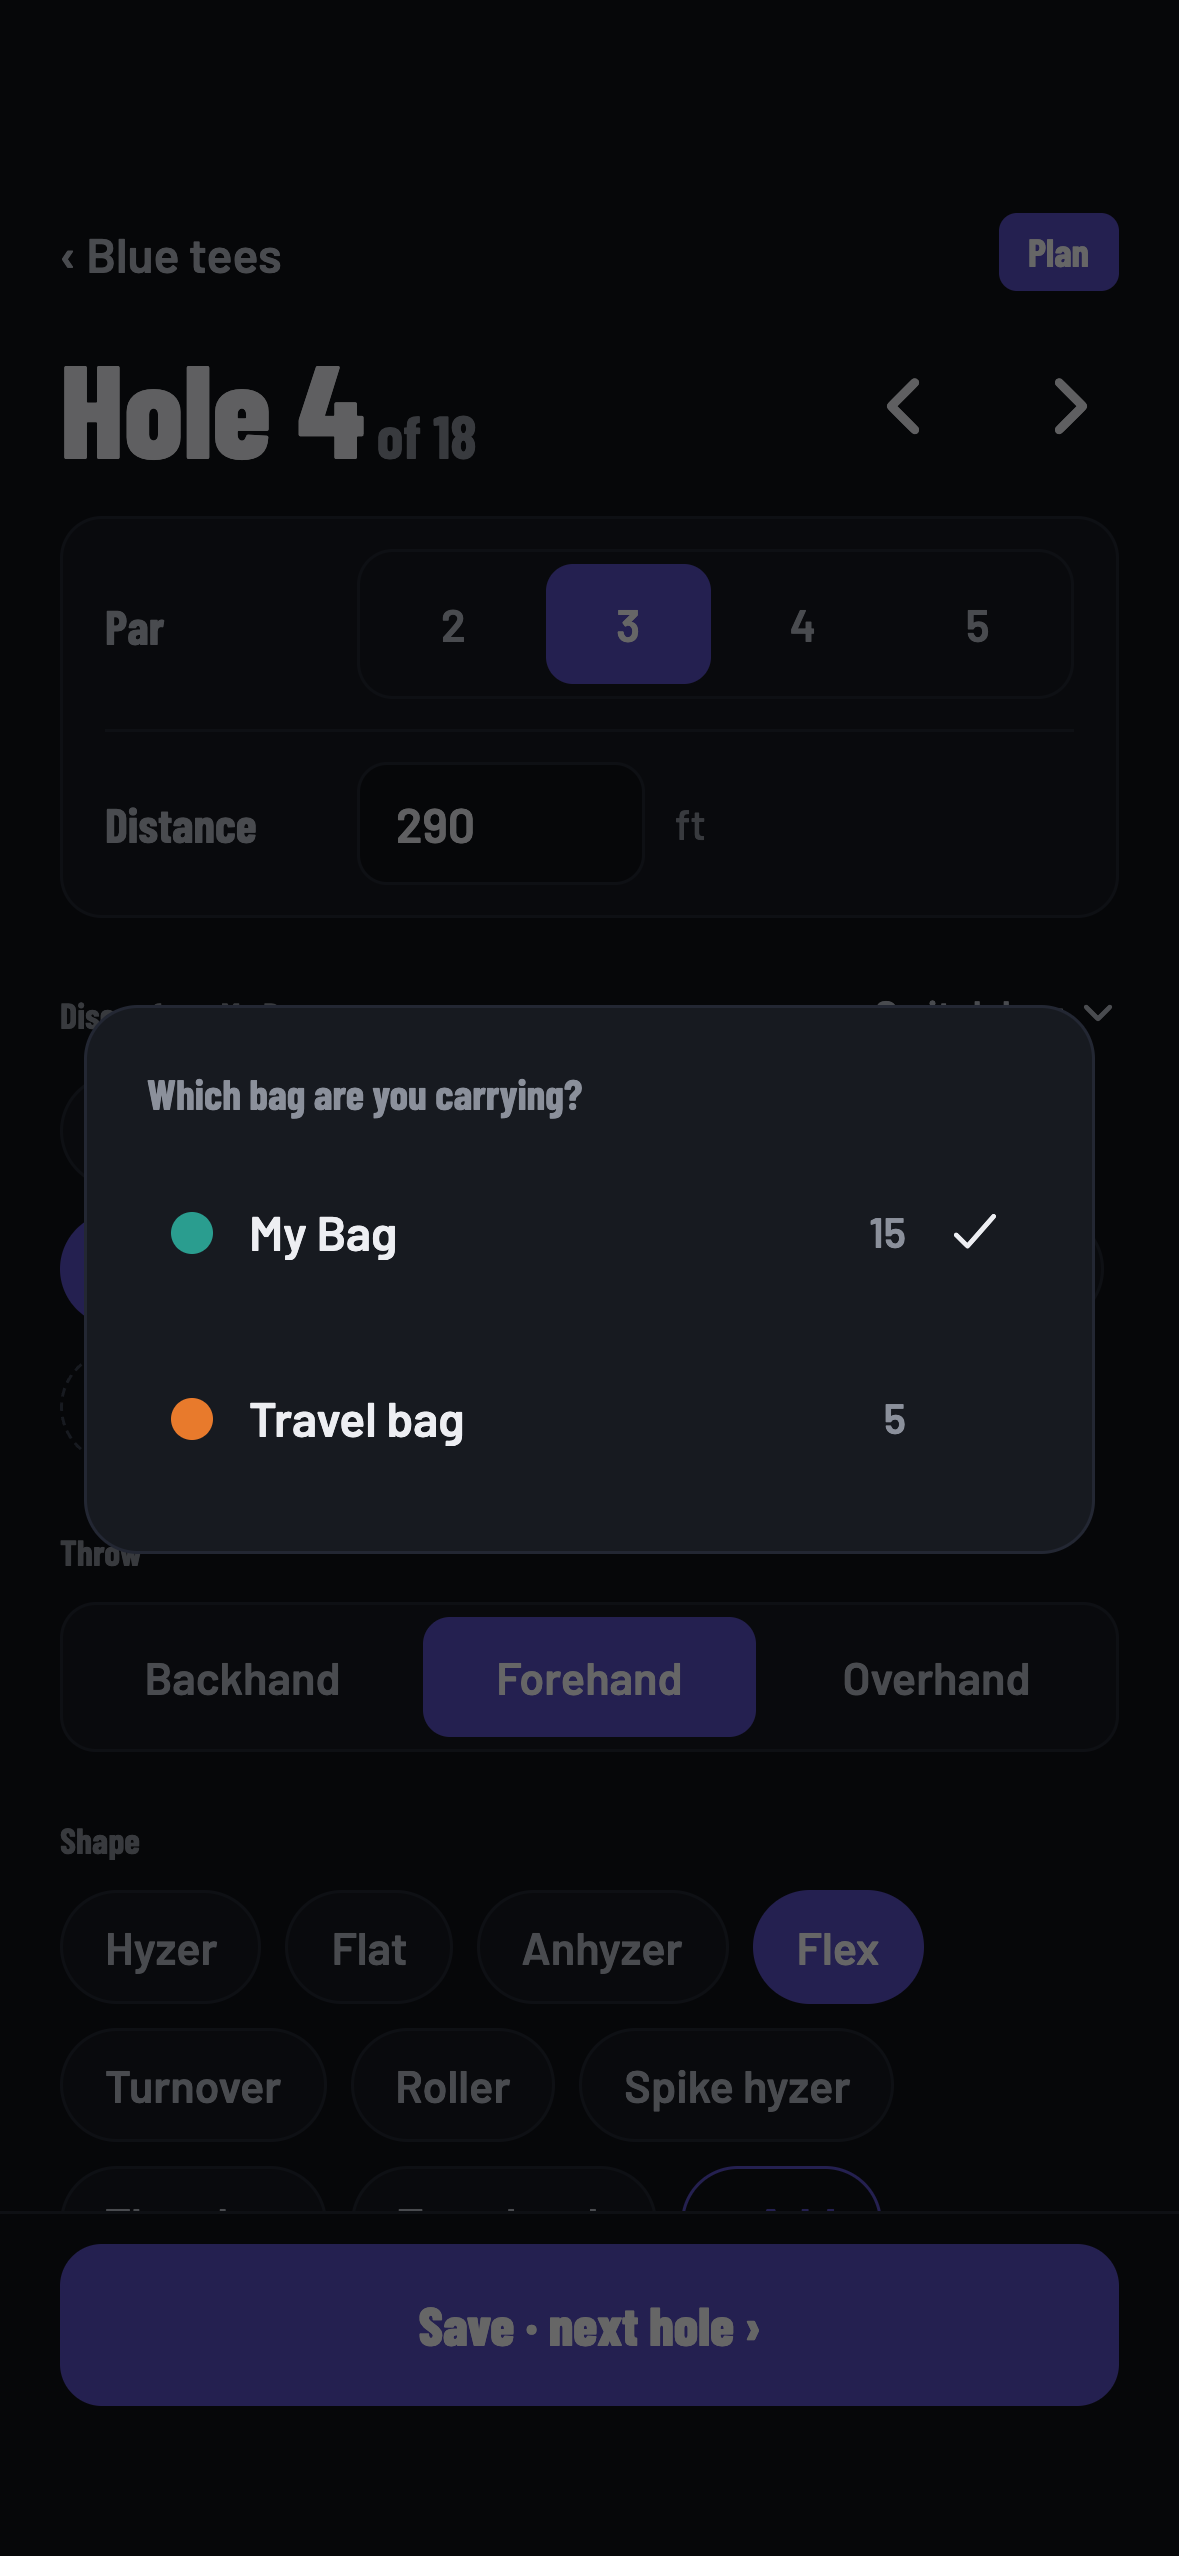 ‹ Blue tees
Plan
Hole 4 of 18
Par
2
3
4
5
Distance
290
ft
Which bag are you carrying?
My Bag
15
Travel bag
5
Throw
Backhand
Forehand
Overhand
Shape
Hyzer
Flat
Anhyzer
Flex
Turnover
Roller
Spike hyzer
Save · next hole ›